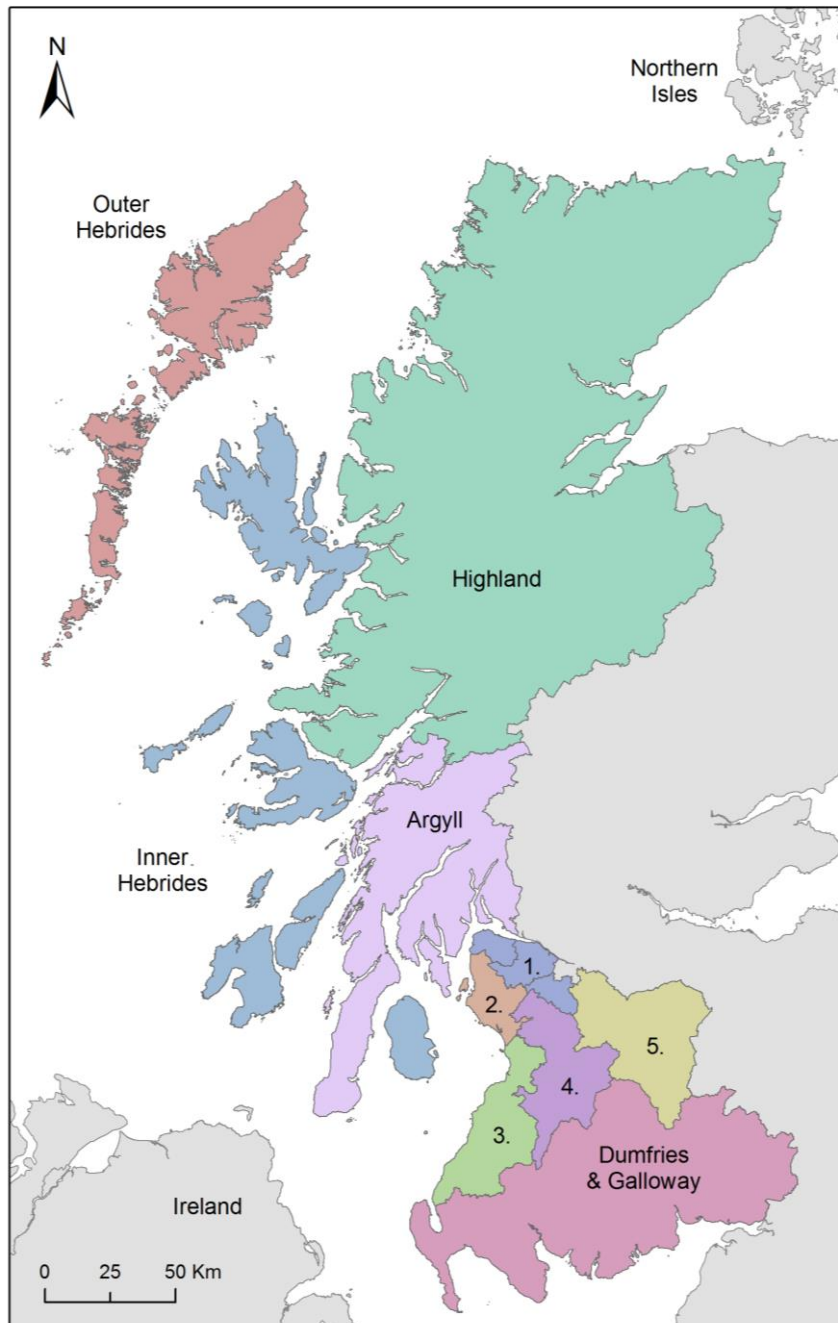 N
Northern
Isles
Outer
Hebrides
Highland
Argyll
Inner
Hebrides
1.
2.
5.
4.
3.
Dumfries
& Galloway
Ireland
0 25 50 Km